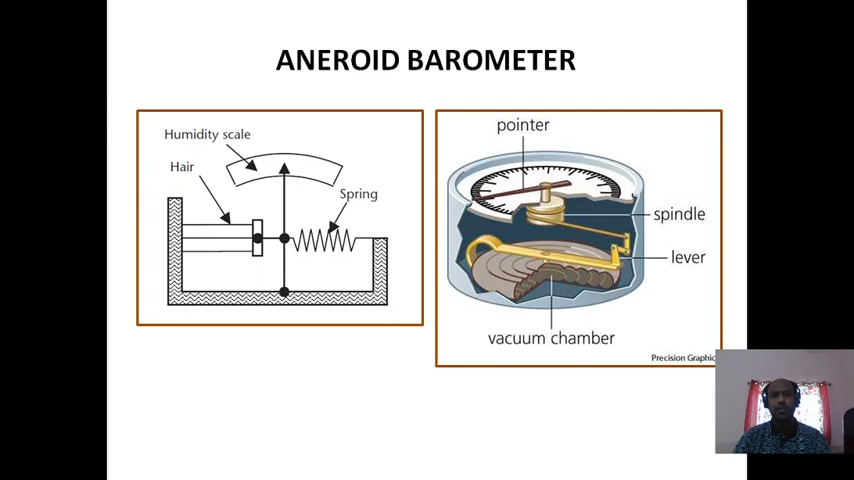 ANEROID BAROMETER
Humidity scale
Hair
Spring
pointer
spindle
lever
vacuum chamber
Precision Graphic